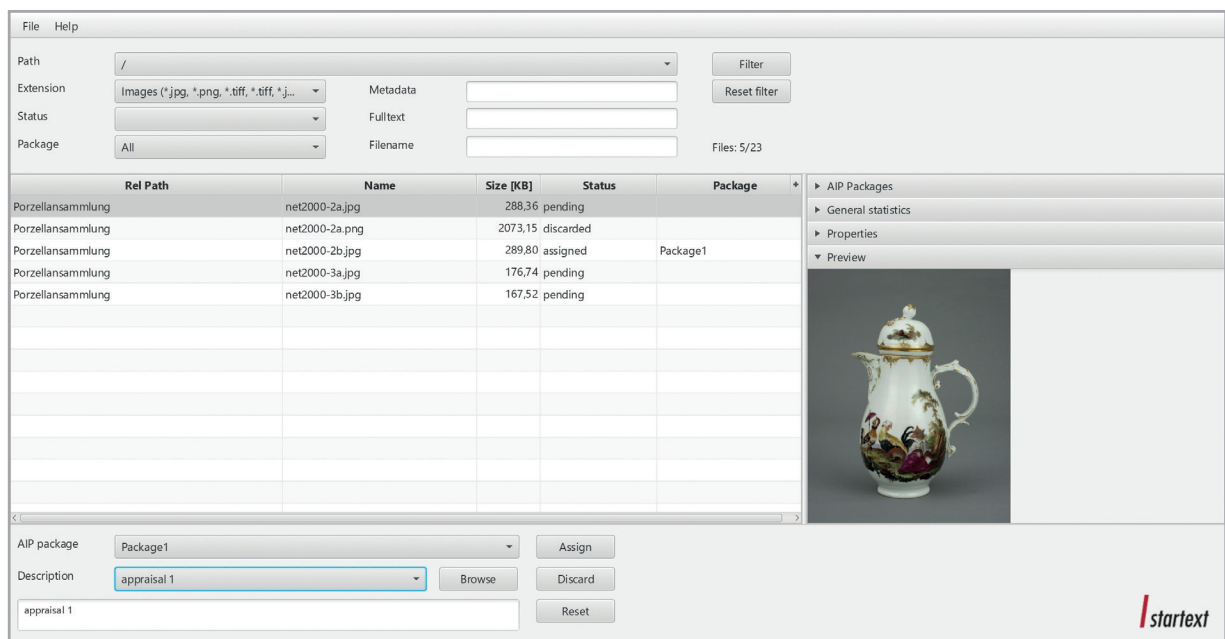 File Help
Path / Filter
Extension Images (*.jpg, *.png, *.tiff, *.tiff, *.j... Metadata Reset filter
Status Fulltext
Package All Filename Files: 5/23
Rel Path Name Size [KB] Status Package +
Porzellansammlung net2000-2a.jpg 288,36 pending
Porzellansammlung net2000-2a.png 2073,15 discarded
Porzellansammlung net2000-2b.jpg 289,80 assigned Package1
Porzellansammlung net2000-3a.jpg 176,74 pending
Porzellansammlung net2000-3b.jpg 167,52 pending
AIP Packages
General statistics
Properties
Preview
AIP package Package1 Assign
Description appraisal 1 Browse Discard
appraisal 1 Reset
startext